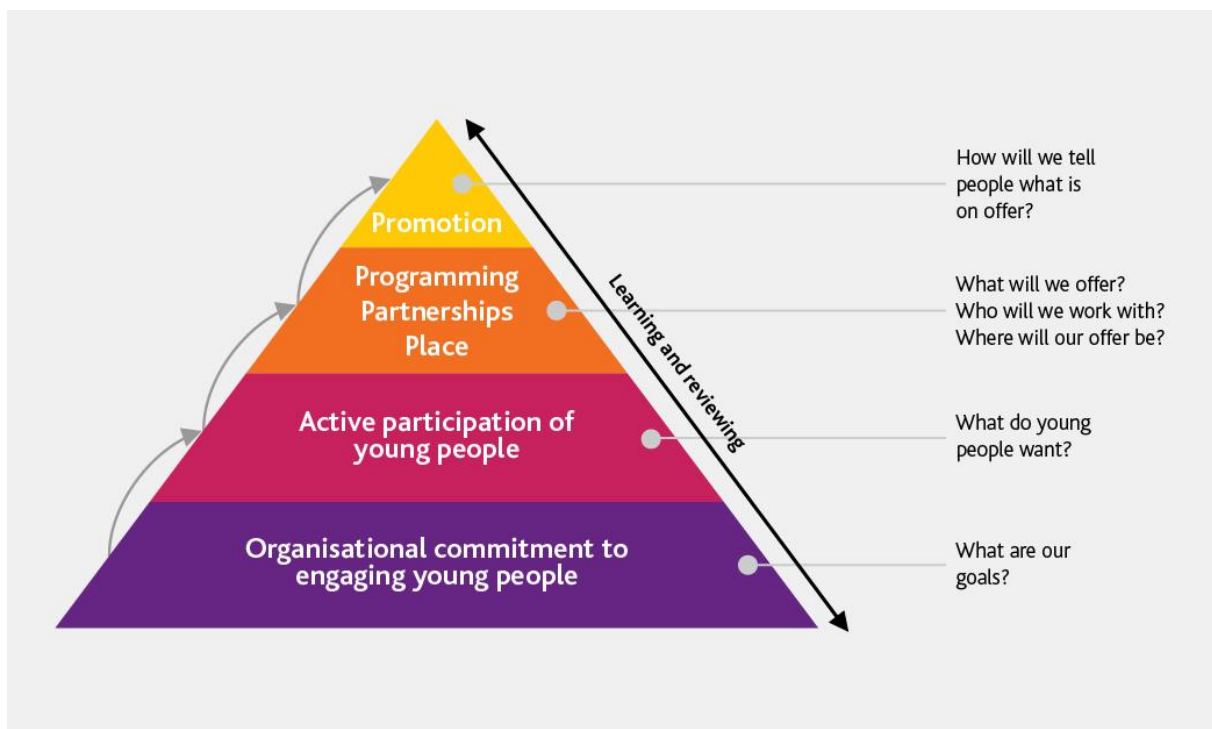 How will we tell
people what is
on offer?
Promotion
Programming
Partnerships
Place
What will we offer?
Who will we work with?
Where will our offer be?
Learning and reviewing
Active participation of
young people
What do young
people want?
Organisational commitment to
engaging young people
What are our
goals?